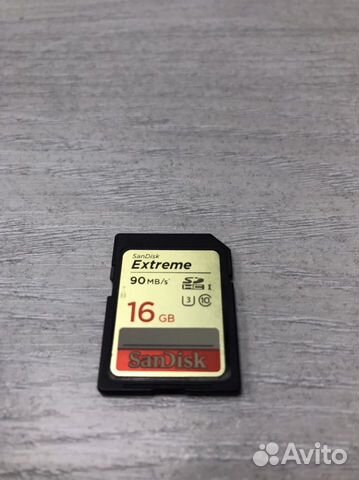 SanDisk
Extreme
90 MB/s
SD HC I
U3 10
16 GB
SanDisk
Avito